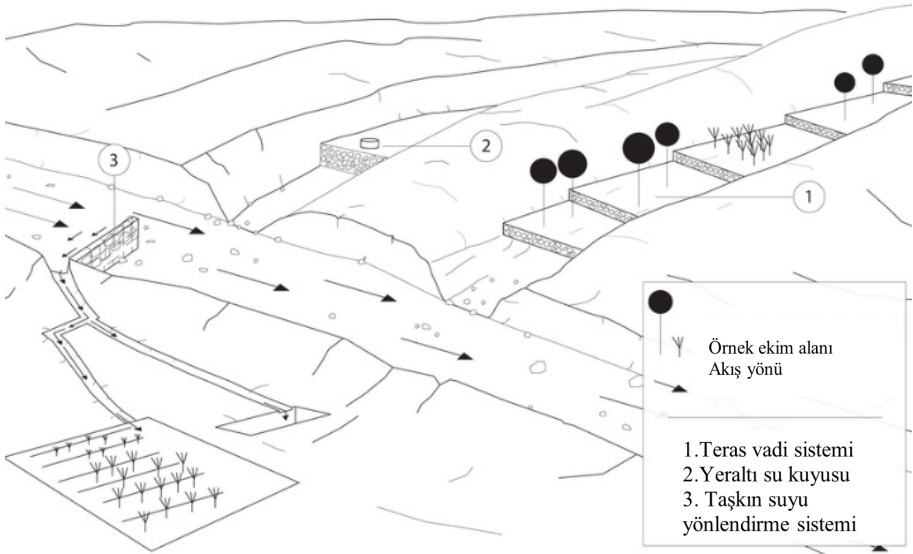 3
2
1
Örnek ekim alanı
Akış yönü
1.Teras vadi sistemi
2.Yeraltı su kuyusu
3. Taşkın suyu
yönlendirme sistemi